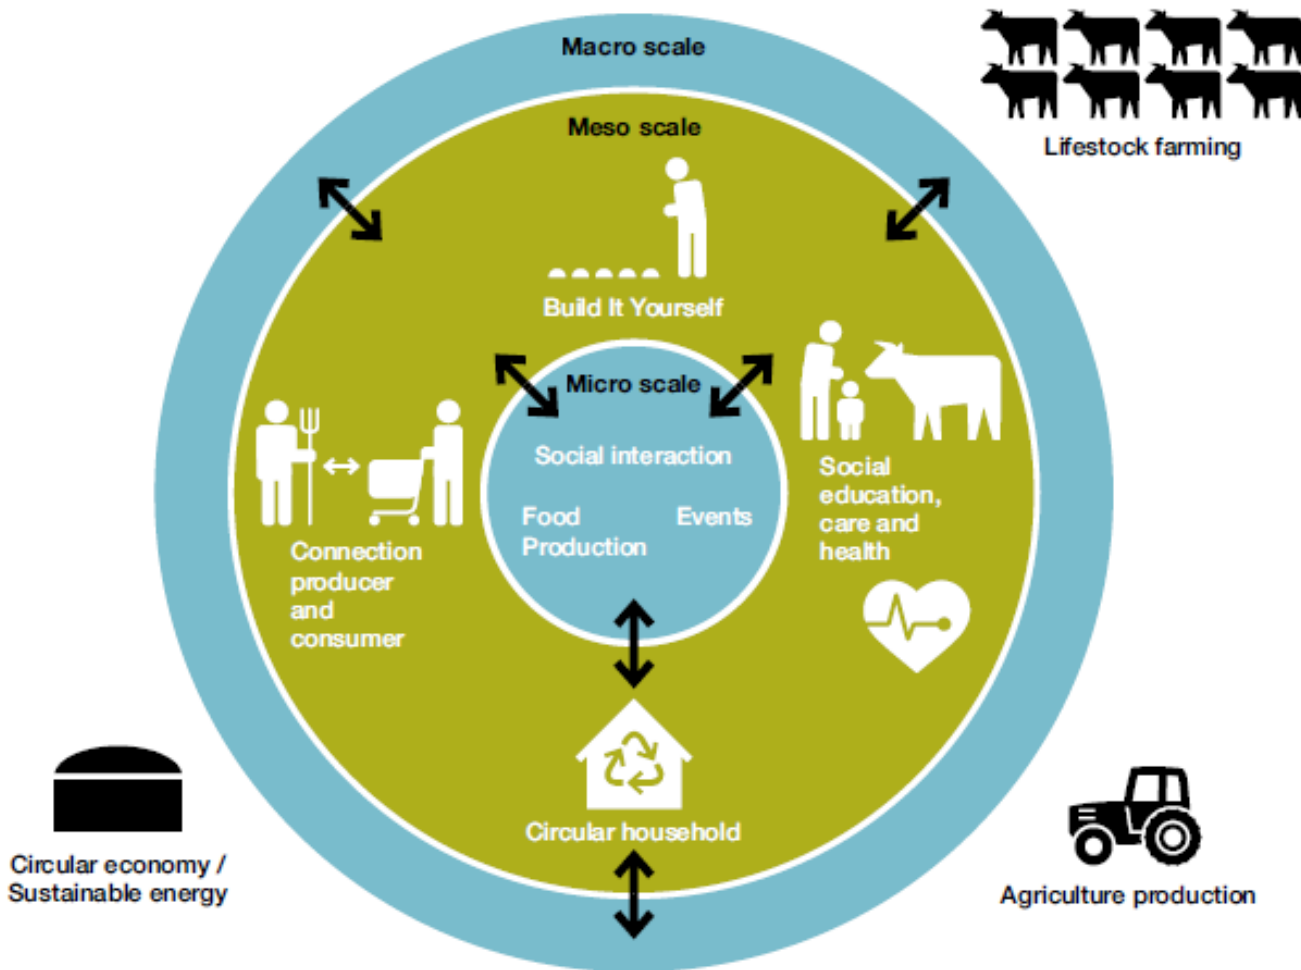 Macro scale
Lifestock farming
Meso scale
Build It Yourself
Micro scale
Social interaction
Food
Production
Events
Social
education,
care and
health
Connection
producer
and
consumer
Circular household
Circular economy /
Sustainable energy
Agriculture production